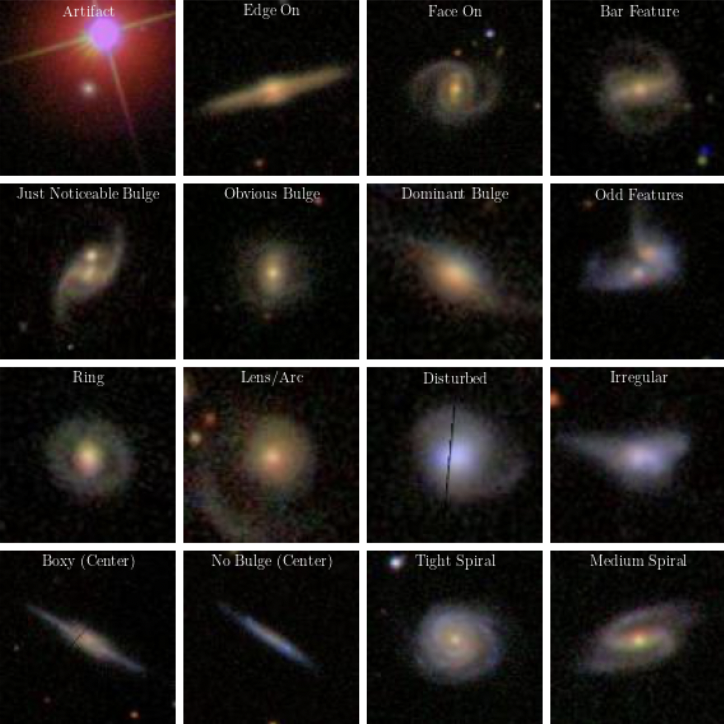 Artifact
Edge On
Face On
Bar Feature
Just Noticeable Bulge
Obvious Bulge
Dominant Bulge
Odd Features
Ring
Lens/Arc
Disturbed
Irregular
Boxy (Center)
No Bulge (Center)
Tight Spiral
Medium Spiral